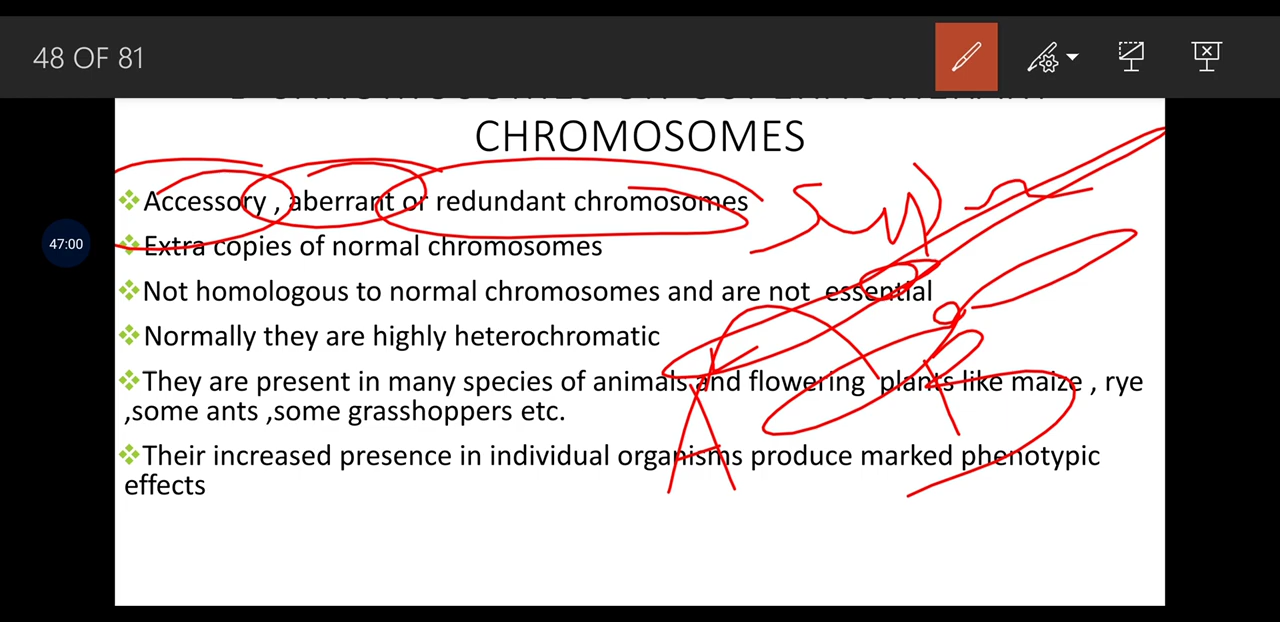 48 OF 81
CHROMOSOMES
Accessory , aberrant or redundant chromosomes
47:00
Extra copies of normal chromosomes
Not homologous to normal chromosomes and are not essential
Normally they are highly heterochromatic
They are present in many species of animals and flowering plants like maize , rye
,some ants ,some grasshoppers etc.
Their increased presence in individual organisms produce marked phenotypic
effects